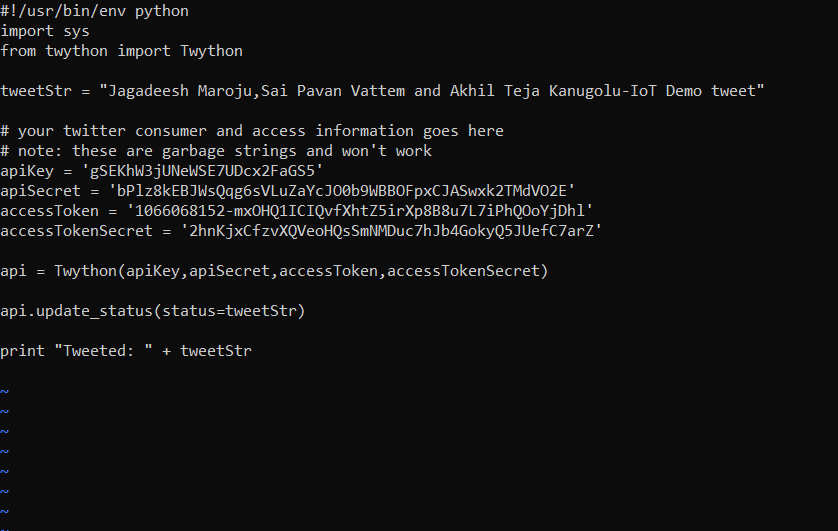 #!/usr/bin/env python
import sys
from twython import Twython
tweetStr = "Jagadeesh Maroju,Sai Pavan Vattem and Akhil Teja Kanugolu-IoT Demo tweet"
# your twitter consumer and access information goes here
# note: these are garbage strings and won't work
apiKey = 'gSEKhW3jUNeWSE7UDcx2FaGS5'
apiSecret = 'bPlz8kEBJWsQqg6sVLuZaYcJO0b9WBBOFpxCJASwxk2TMdVO2E'
accessToken = '1066068152-mxOHQ1ICIQvfXhtZ5irXp8B8u7L7iPhQOoYjDhl'
accessTokenSecret = '2hnKjxCfzvXQVeoHQsSmNMDuc7hJb4GokyQ5JUefC7arZ'
api = Twython(apiKey,apiSecret,accessToken,accessTokenSecret)
api.update_status(status=tweetStr)
print "Tweeted: " + tweetStr
~
~
~
~
~
~
~